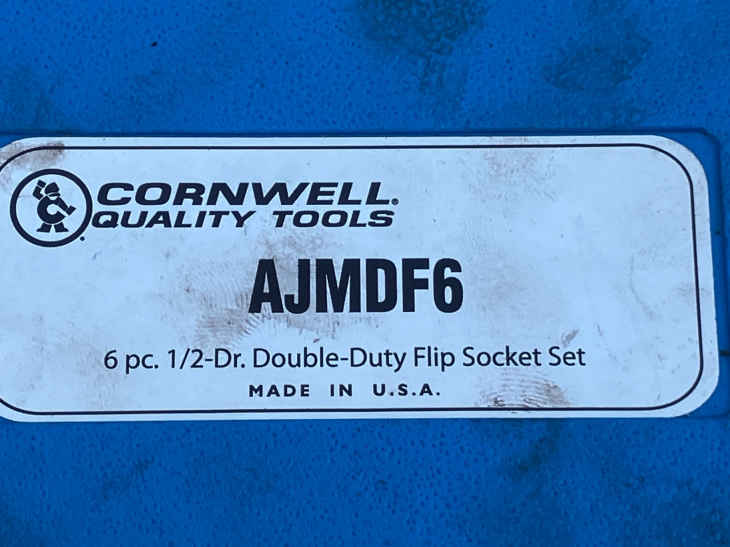 CORNWELL®
QUALITY TOOLS
AJMDF6
6 pc. 1/2-Dr. Double-Duty Flip Socket Set
MADE IN U.S.A.